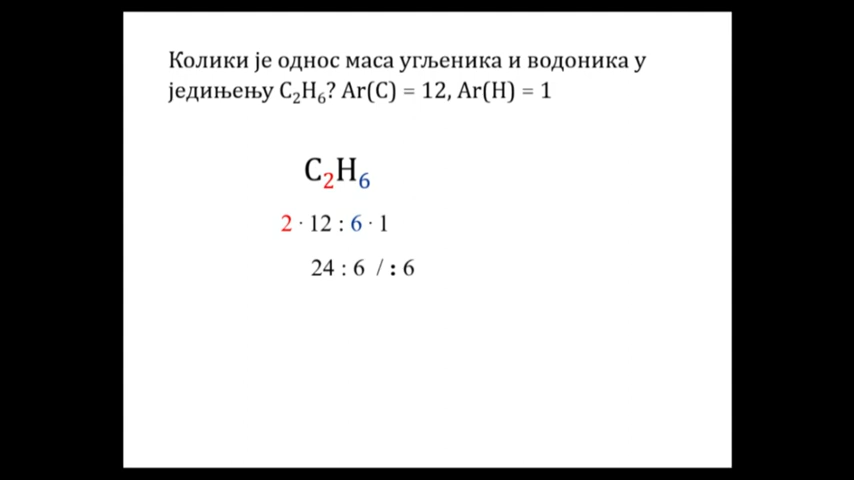 Колики је однос маса угљеника и водоника у
једињењу C₂H₆? Ar(C) = 12, Ar(H) = 1
C₂H₆
2 · 12 : 6 · 1
24 : 6 / : 6